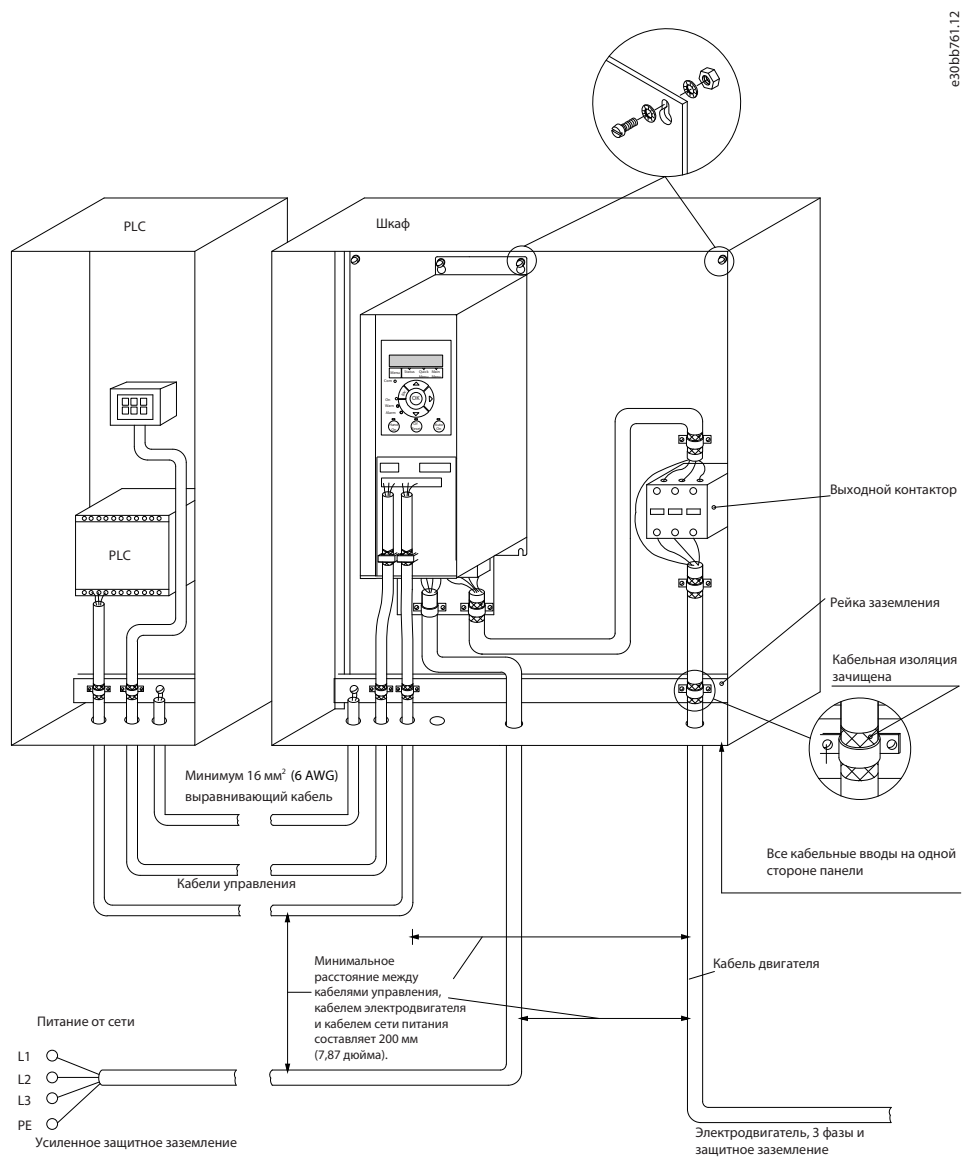 e30bb761.12
PLC
Шкаф
PLC
OK
Выходной контактор
Рейка заземления
Кабельная изоляция
зачищена
Минимум 16 мм² (6 AWG)
выравнивающий кабель
Все кабельные вводы на одной
стороне панели
Кабели управления
Минимальное
расстояние между
кабелями управления,
кабелем электродвигателя
и кабелем сети питания
составляет 200 мм
(7,87 дюйма).
Кабель двигателя
Питание от сети
L1
L2
L3
PE
Усиленное защитное заземление
Электродвигатель, 3 фазы и
защитное заземление